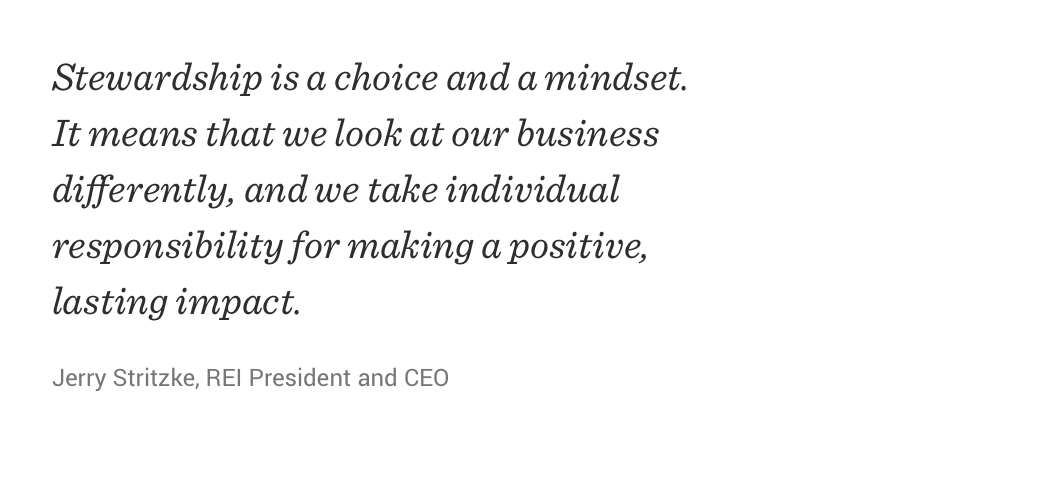 Stewardship is a choice and a mindset.
It means that we look at our business
differently, and we take individual
responsibility for making a positive,
lasting impact.
Jerry Stritzke, REI President and CEO